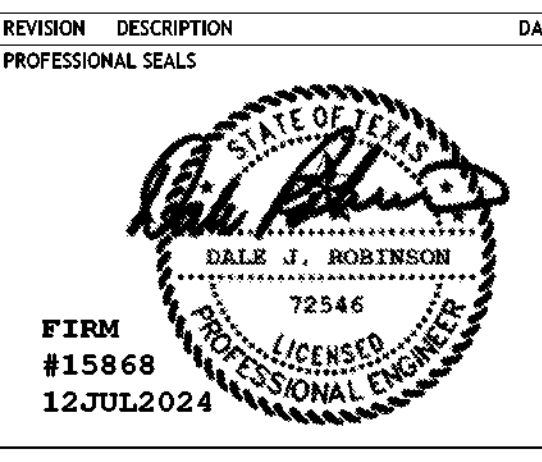 REVISION DESCRIPTION DA
PROFESSIONAL SEALS
STATE OF TEXAS
DALE J. ROBINSON
72546
LICENSED
PROFESSIONAL ENGINEER
FIRM
#15868
12JUL2024